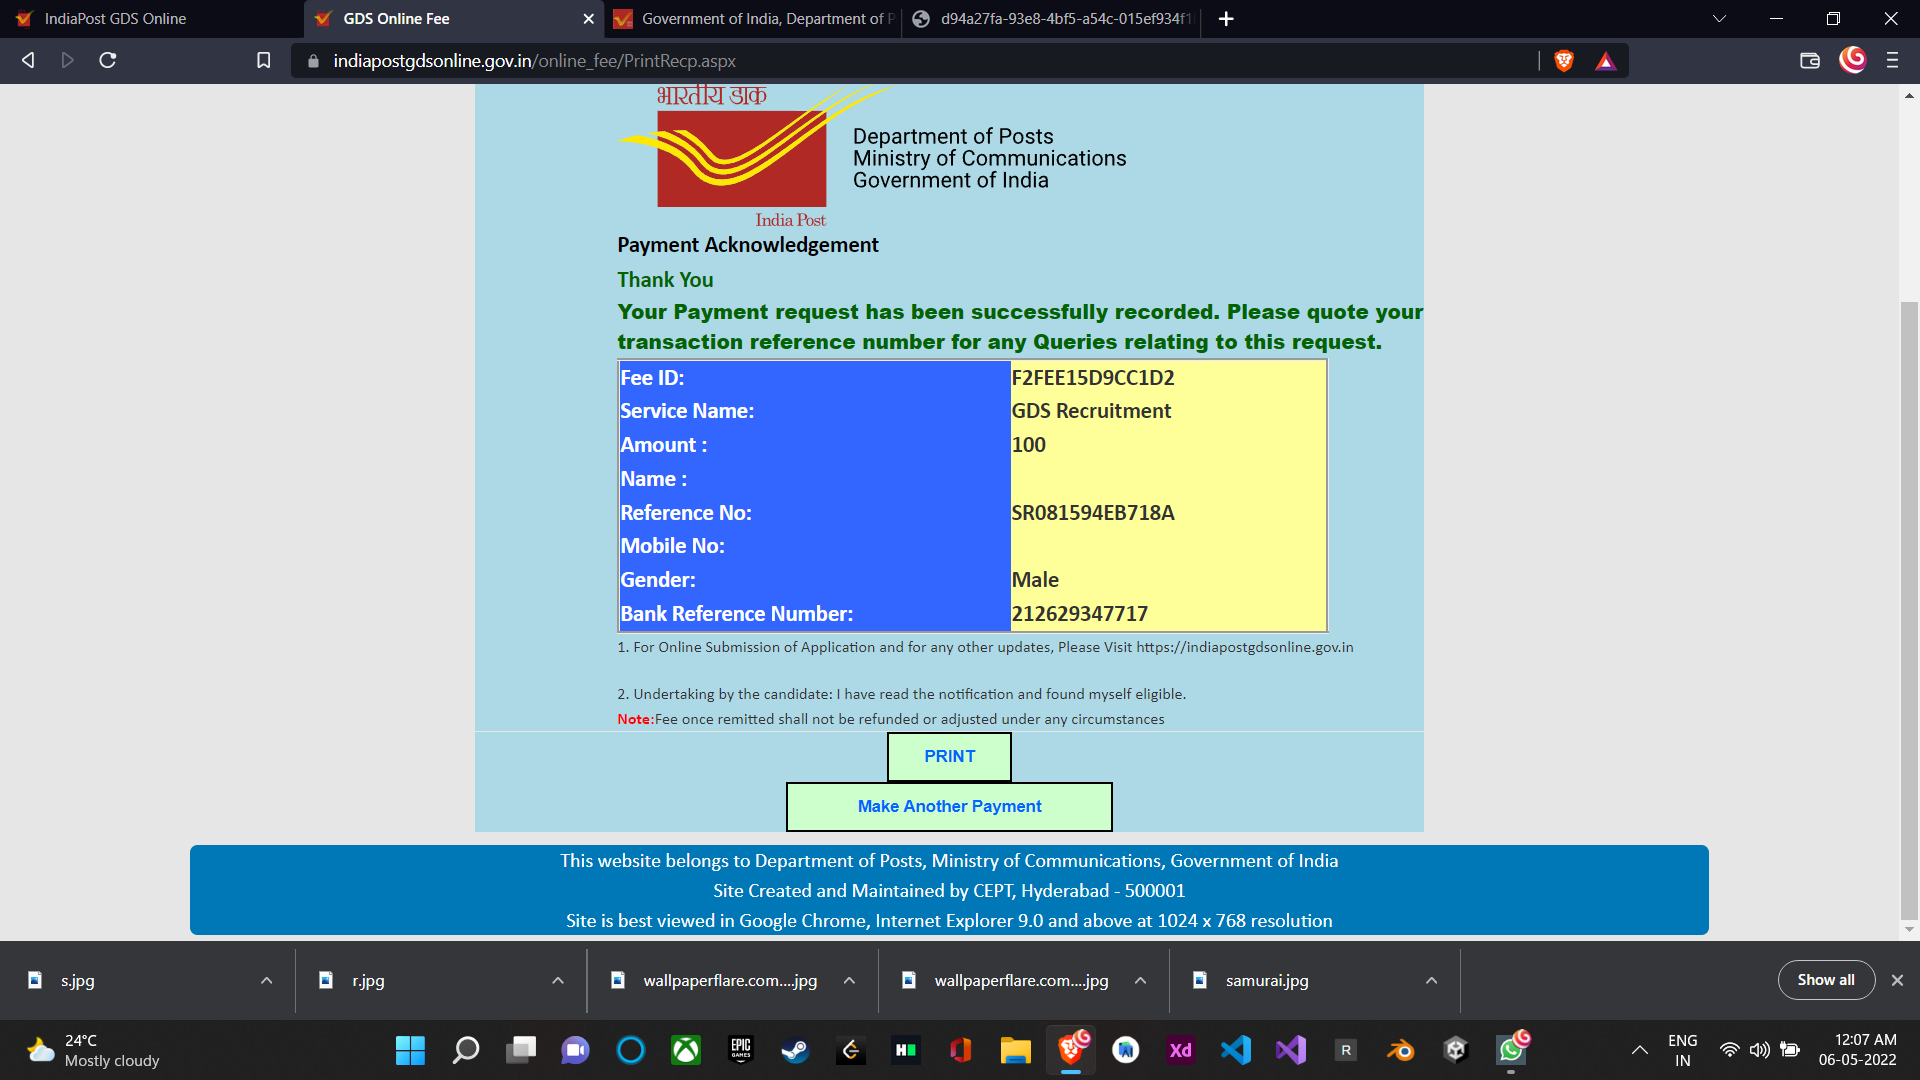 IndiaPost GDS Online
GDS Online Fee
Government of India, Department of P
d94a27fa-93e8-4bf5-a54c-015ef934f1
indiapostgdsonline.gov.in/online_fee/PrintRecp.aspx
भारतीय डाक
Department of Posts
Ministry of Communications
Government of India
India Post
Payment Acknowledgement
Thank You
Your Payment request has been successfully recorded. Please quote your
transaction reference number for any Queries relating to this request.
Fee ID: F2FEE15D9CC1D2
Service Name: GDS Recruitment
Amount : 100
Name :
Reference No: SR081594EB718A
Mobile No:
Gender: Male
Bank Reference Number: 212629347717
1. For Online Submission of Application and for any other updates, Please Visit https://indiapostgdsonline.gov.in
2. Undertaking by the candidate: I have read the notification and found myself eligible.
Note:Fee once remitted shall not be refunded or adjusted under any circumstances
PRINT
Make Another Payment
This website belongs to Department of Posts, Ministry of Communications, Government of India
Site Created and Maintained by CEPT, Hyderabad - 500001
Site is best viewed in Google Chrome, Internet Explorer 9.0 and above at 1024 x 768 resolution
s.jpg
r.jpg
wallpaperflare.com....jpg
wallpaperflare.com....jpg
samurai.jpg
Show all
24°C
Mostly cloudy
EPIC
GAMES
Xd
R
ENG
IN
12:07 AM
06-05-2022